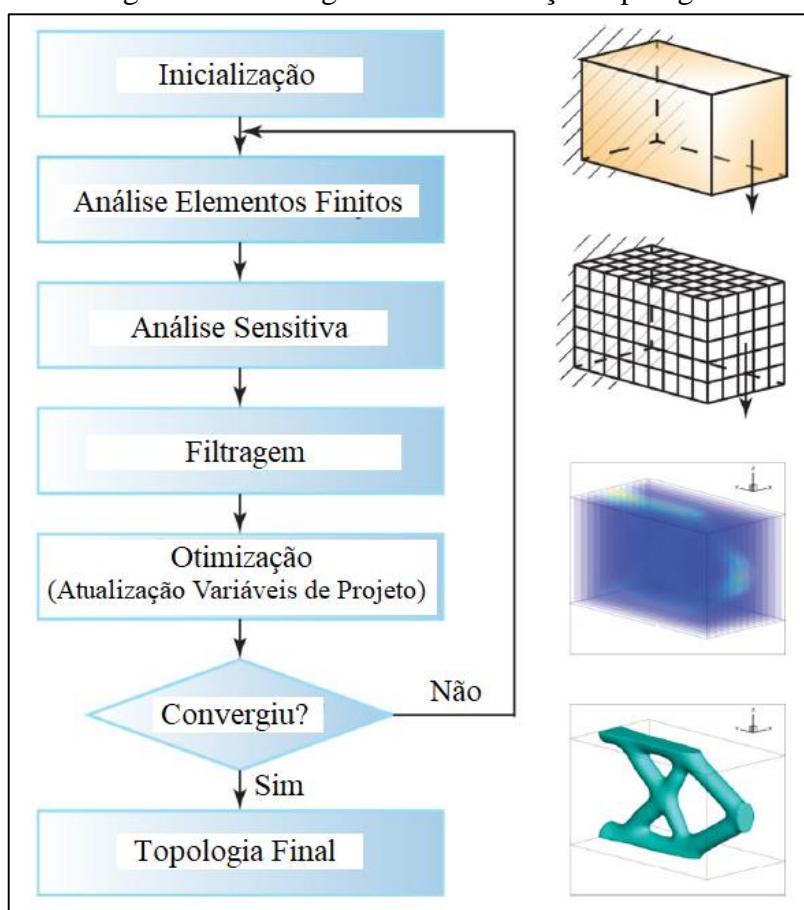 Inicialização
Análise Elementos Finitos
Análise Sensitiva
Filtragem
Otimização
(Atualização Variáveis de Projeto)
Convergiu?
Não
Sim
Topologia Final